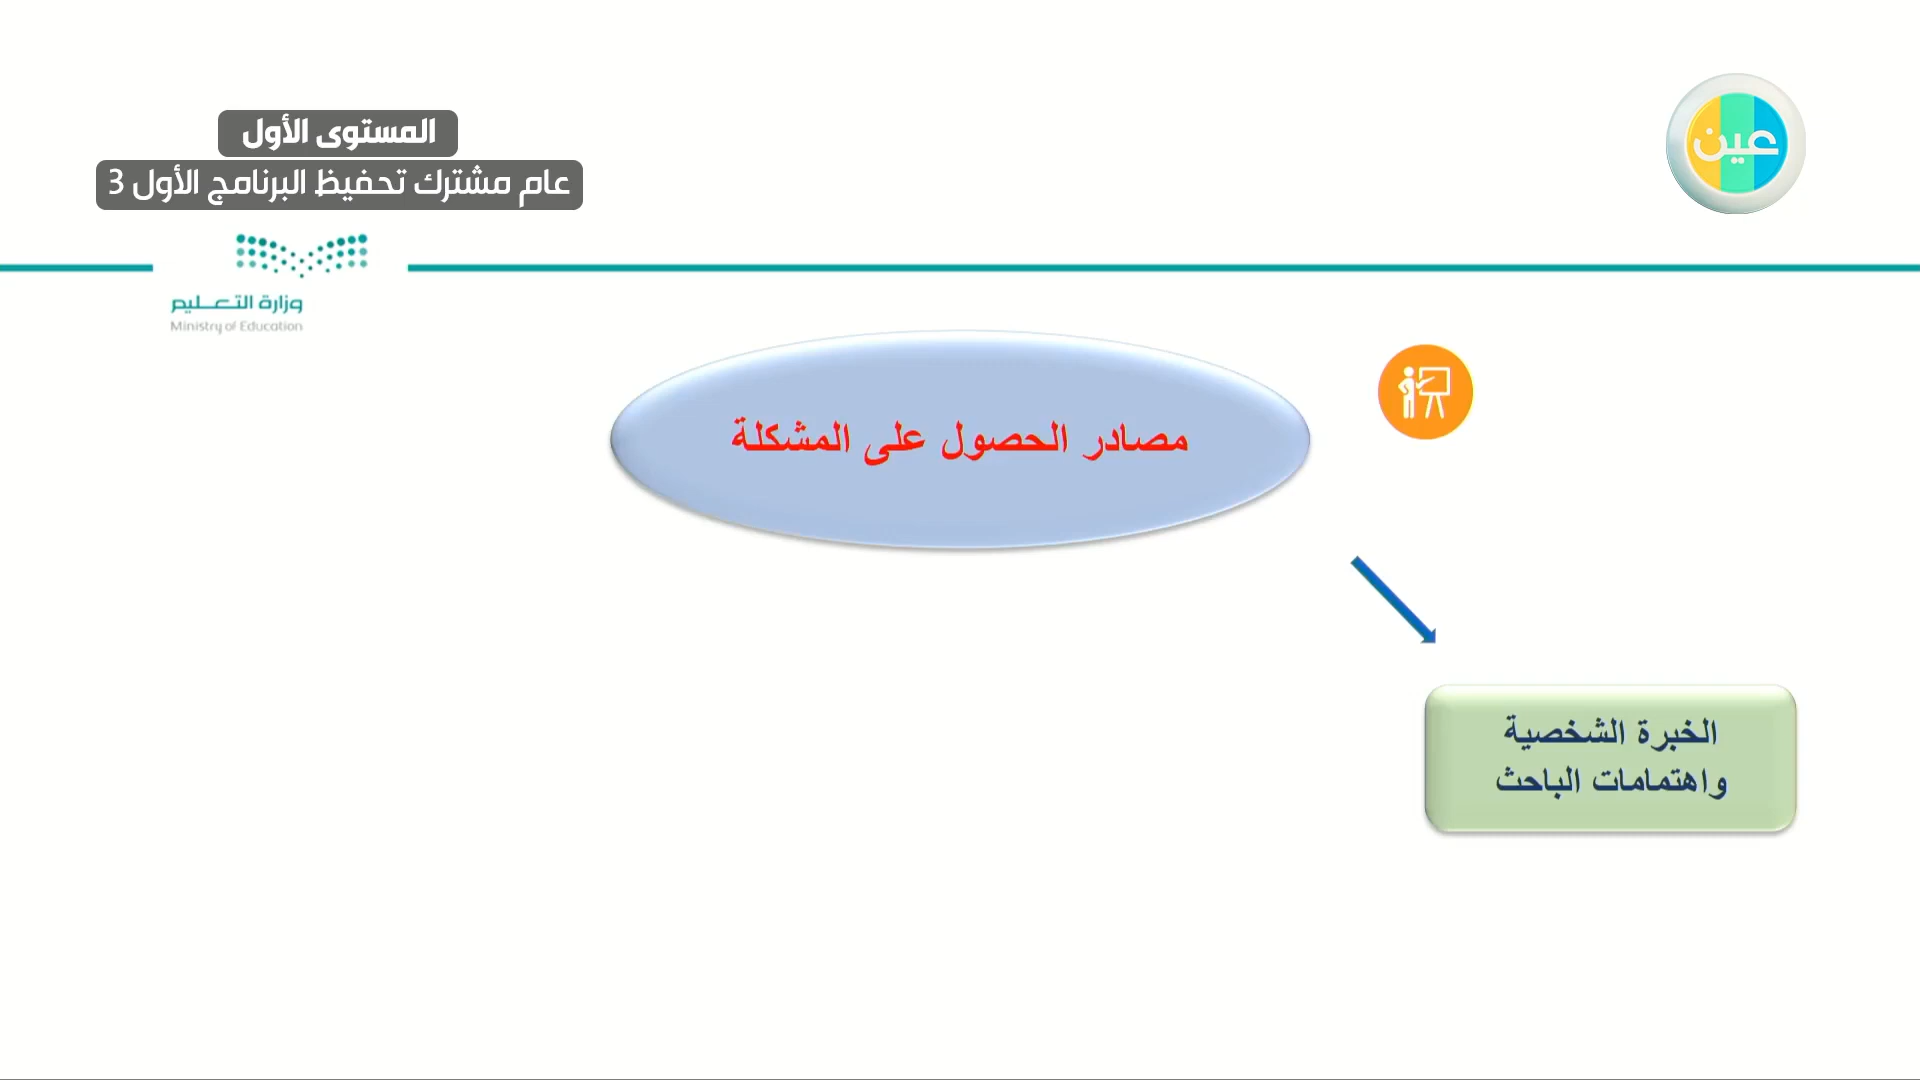 المستوى الأول
عام مشترك تحفيظ البرنامج الأول 3
عين
وزارة التعليم
Ministry of Education
مصادر الحصول على المشكلة
الخبرة الشخصية
واهتمامات الباحث